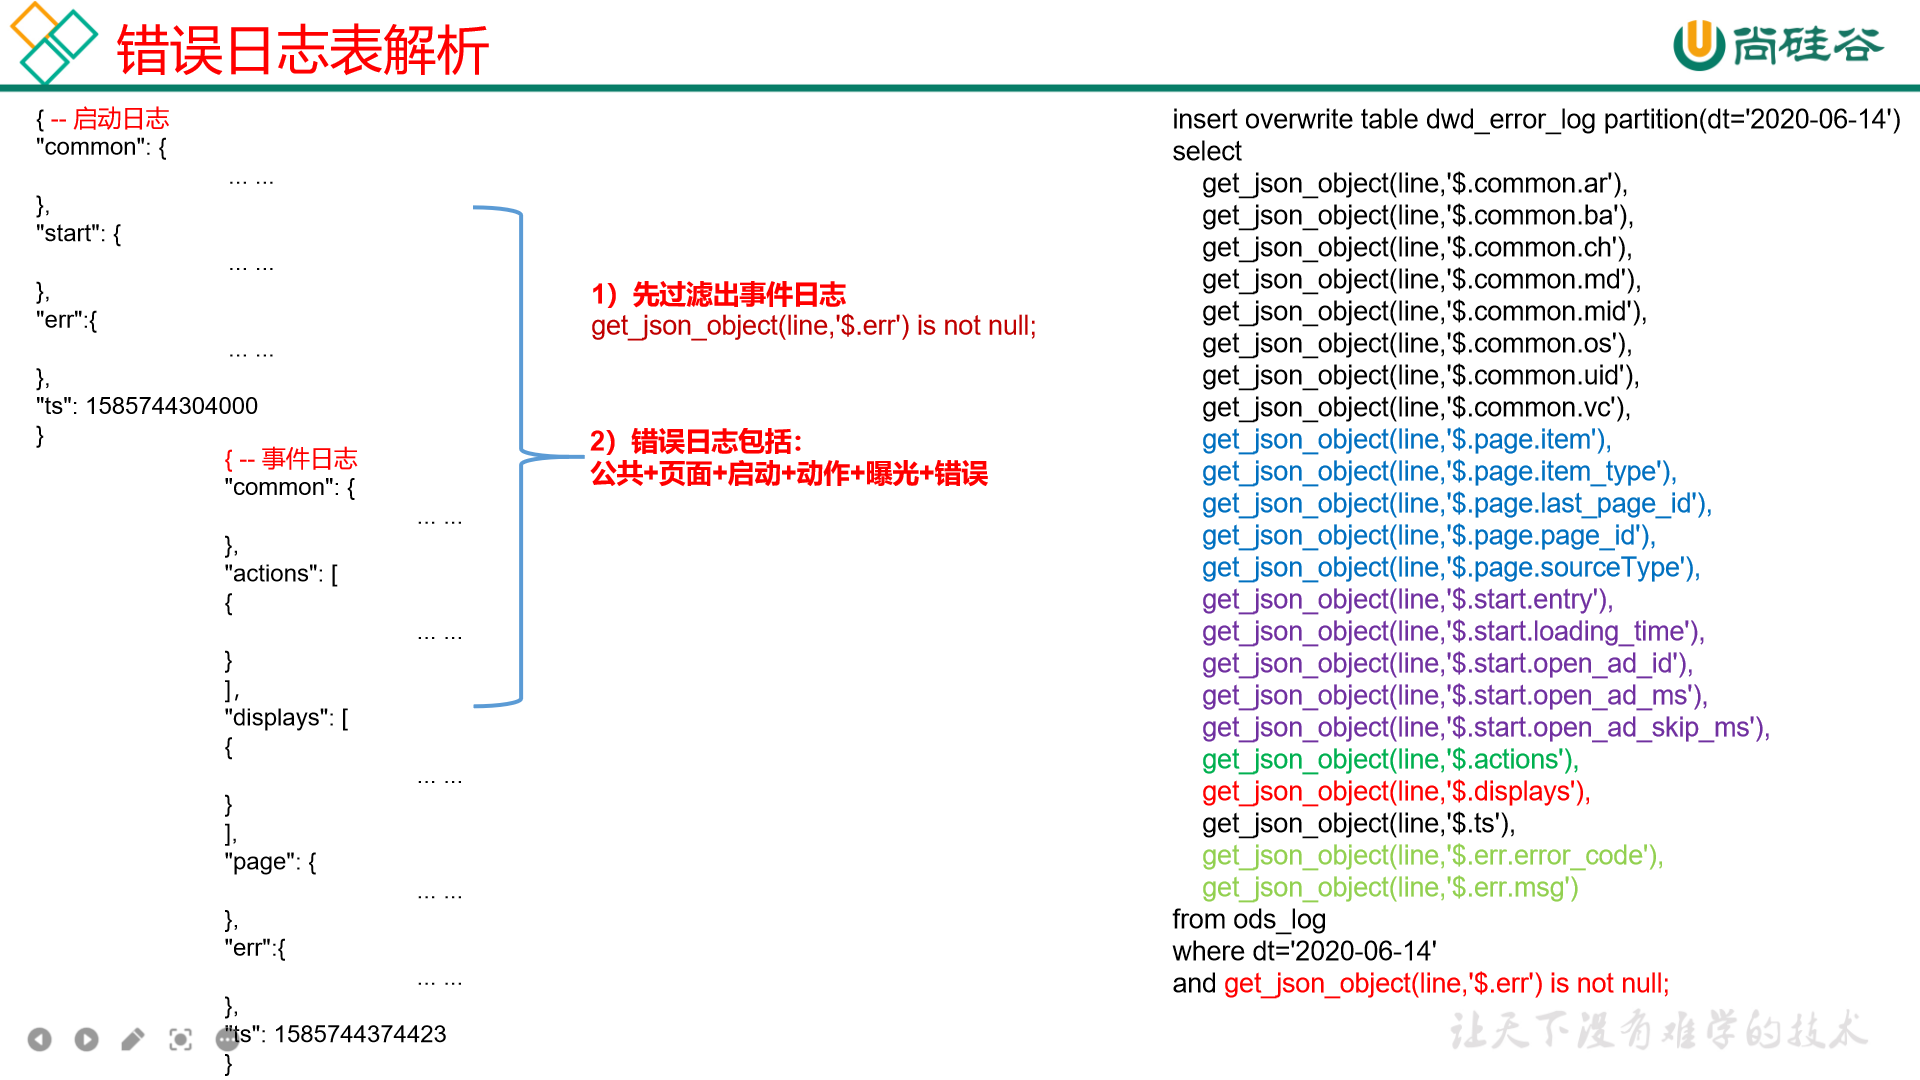 错误日志表解析
尚硅谷
{ -- 启动日志
"common": {
... ...
},
"start": {
... ...
},
"err":{
... ...
},
"ts": 1585744304000
}
{ -- 事件日志
"common": {
... ...
},
"actions": [
{
... ...
}
],
"displays": [
{
... ...
}
],
"page": {
... ...
},
"err":{
... ...
},
"ts": 1585744374423
}
1）先过滤出事件日志
get_json_object(line,'$.err') is not null;
2）错误日志包括：
公共+页面+启动+动作+曝光+错误
insert overwrite table dwd_error_log partition(dt='2020-06-14')
select
get_json_object(line,'$.common.ar'),
get_json_object(line,'$.common.ba'),
get_json_object(line,'$.common.ch'),
get_json_object(line,'$.common.md'),
get_json_object(line,'$.common.mid'),
get_json_object(line,'$.common.os'),
get_json_object(line,'$.common.uid'),
get_json_object(line,'$.common.vc'),
get_json_object(line,'$.page.item'),
get_json_object(line,'$.page.item_type'),
get_json_object(line,'$.page.last_page_id'),
get_json_object(line,'$.page.page_id'),
get_json_object(line,'$.page.sourceType'),
get_json_object(line,'$.start.entry'),
get_json_object(line,'$.start.loading_time'),
get_json_object(line,'$.start.open_ad_id'),
get_json_object(line,'$.start.open_ad_ms'),
get_json_object(line,'$.start.open_ad_skip_ms'),
get_json_object(line,'$.actions'),
get_json_object(line,'$.displays'),
get_json_object(line,'$.ts'),
get_json_object(line,'$.err.error_code'),
get_json_object(line,'$.err.msg')
from ods_log
where dt='2020-06-14'
and get_json_object(line,'$.err') is not null;
让天下没有难学的技术